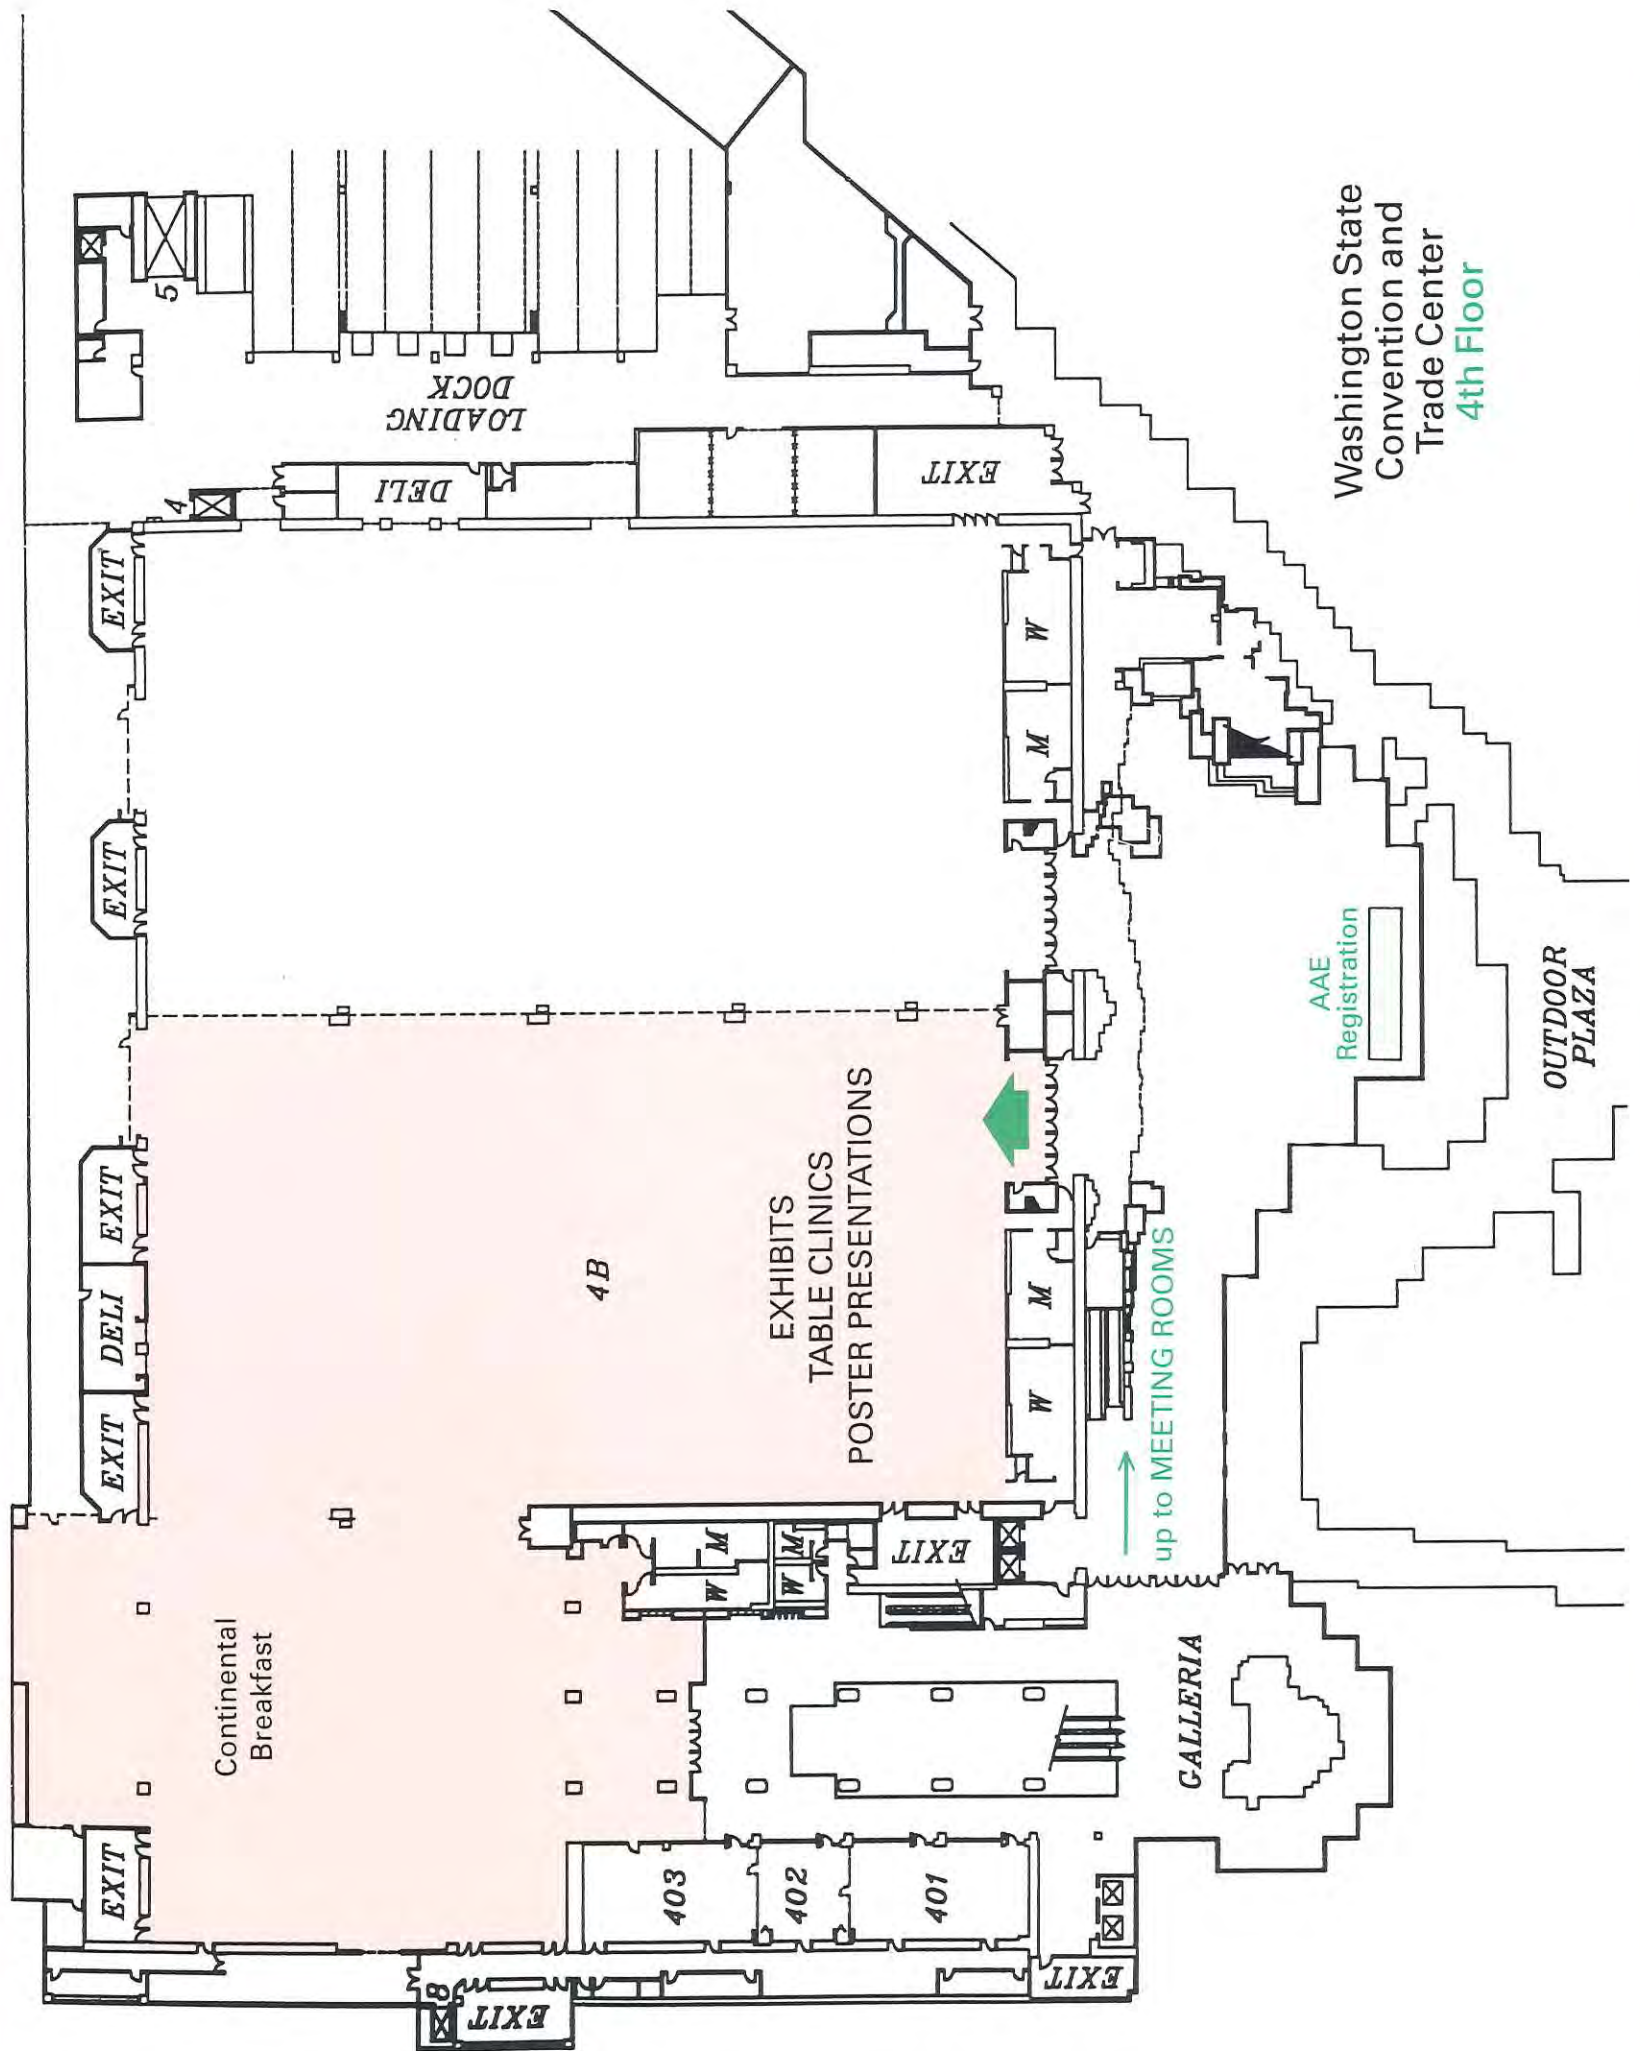 Washington State
Convention and
Trade Center
4th Floor
5
LOADING
DOCK
4
DELI
EXIT
EXIT
EXIT
EXIT
DELI
EXIT
W
M
4B
EXHIBITS
TABLE CLINICS
POSTER PRESENTATIONS
M
W
AAE
Registration
OUTDOOR
PLAZA
up to MEETING ROOMS
Continental
Breakfast
M
W
M
W
EXIT
GALLERIA
EXIT
403
402
401
8
EXIT
EXIT